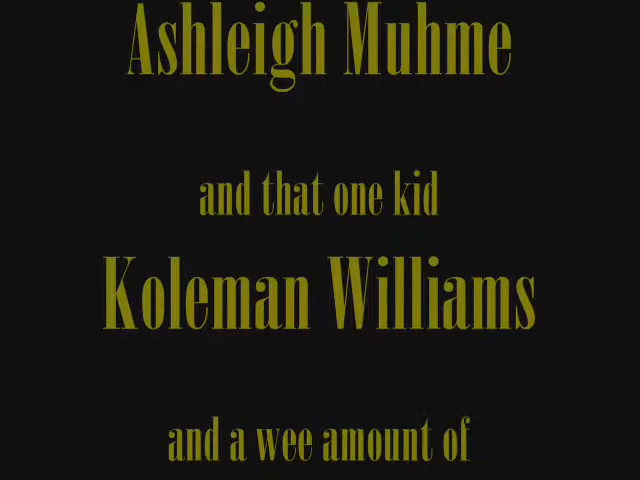 Ashleigh Muhme
and that one kid
Koleman Williams
and a wee amount of